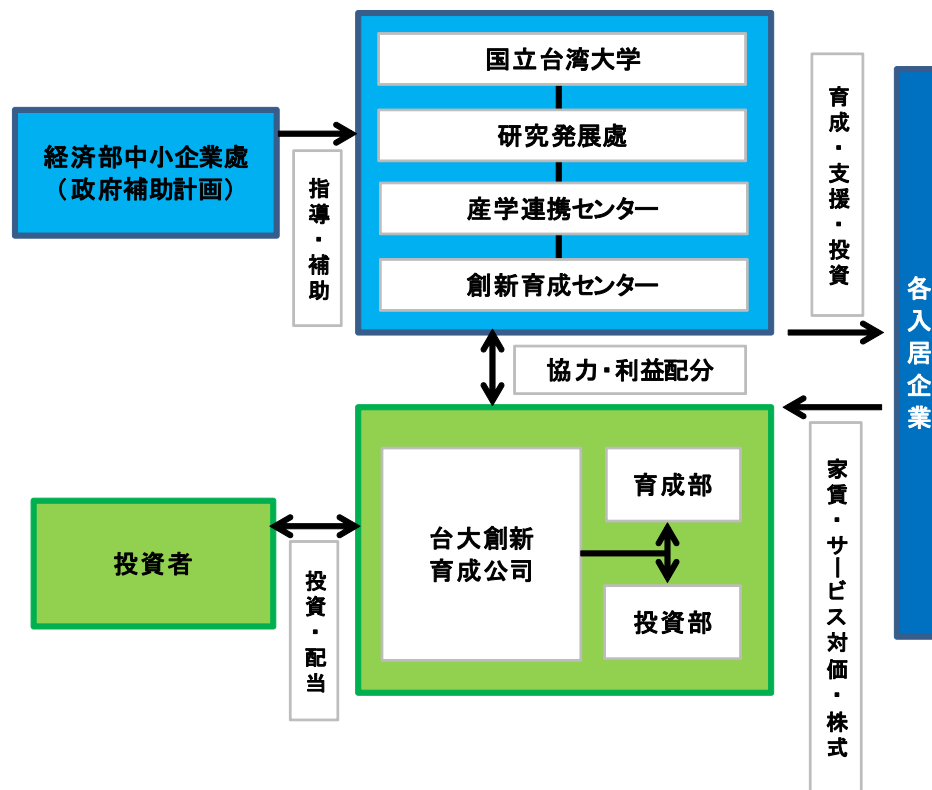 国立台湾大学
研究発展處
産学連携センター
創新育成センター
経済部中小企業處
（政府補助計画）
指導・補助
育成・支援・投資
各入居企業
協力・利益配分
台大創新
育成公司
育成部
投資部
投資者
投資・配当
家賃・サービス対価・株式